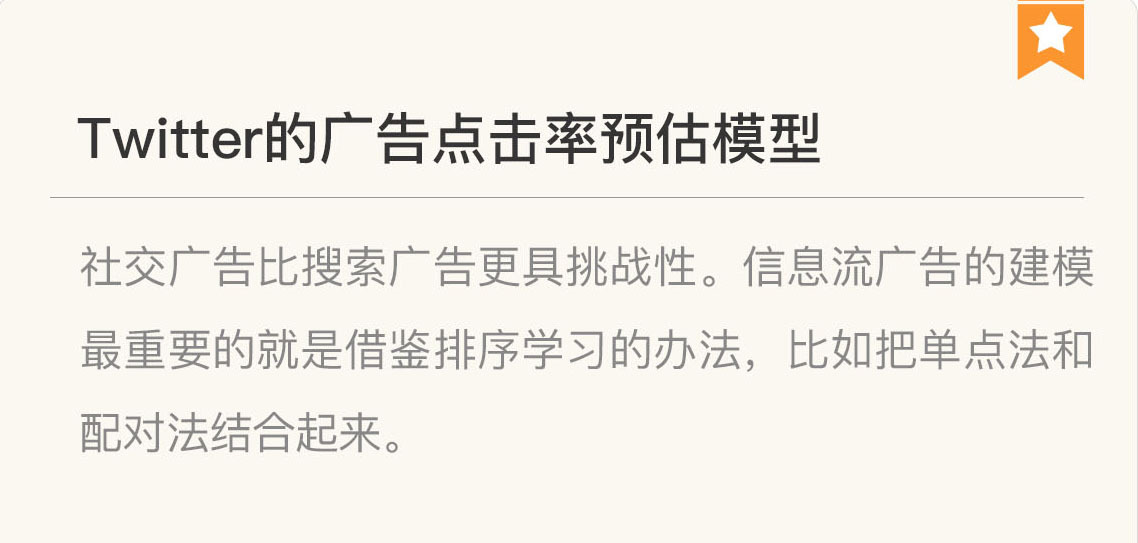 Twitter的广告点击率预估模型
社交广告比搜索广告更具挑战性。信息流广告的建模
最重要的就是借鉴排序学习的办法，比如把单点法和
配对法结合起来。